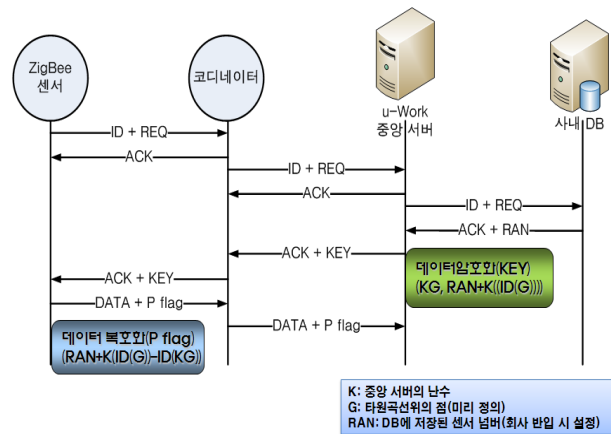 ZigBee
센서
코디네이터
u-Work
중앙 서버
사내 DB
ID + REQ
ACK
ID + REQ
ACK
ID + REQ
ACK + RAN
ACK + KEY
데이터암호화(KEY)
(KG, RAN+K((ID(G))))
ACK + KEY
DATA + P flag
DATA + P flag
데이터 복호화(P flag)
(RAN+K(ID(G))-ID(KG))
K: 중앙 서버의 난수
G: 타원곡선위의 점(미리 정의)
RAN: DB에 저장된 센서 넘버(회사 반입 시 설정)